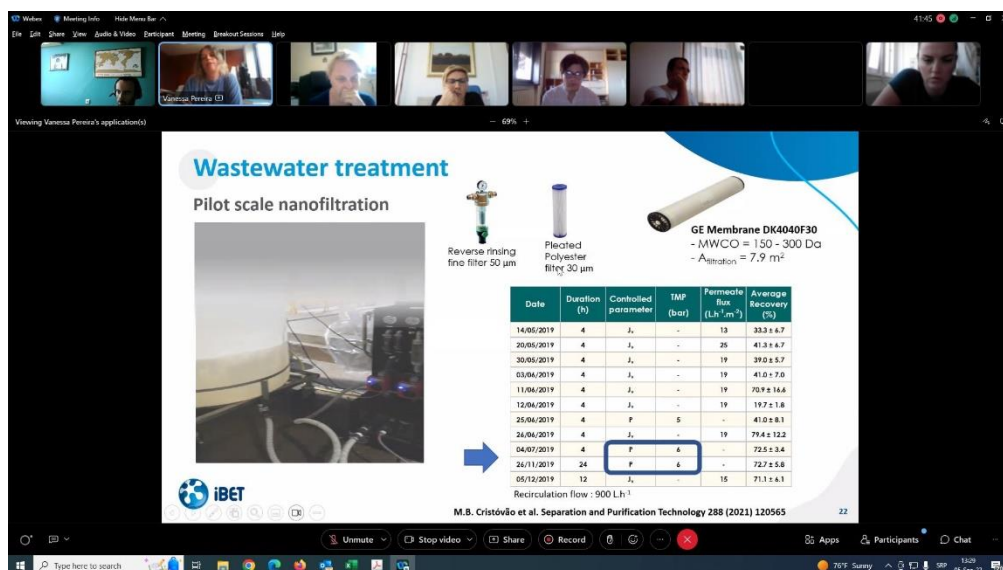 Webex Meeting Info Hide Menu Bar
41:45
File Edit Share View Audio & Video Participant Meeting Breakout Sessions Help
Vanessa Pereira
Viewing Vanessa Pereira's application(s)
69%
Wastewater treatment
Pilot scale nanofiltration
Reverse rinsing
fine filter 50 µm
Pleated
Polyester
filter 30 µm
GE Membrane DK4040F30
- MWCO = 150 - 300 Da
- Afiltration = 7.9 m²
Date Duration (h) Controlled parameter TMP (bar) Permeate flux (L.h⁻¹.m⁻²) Average Recovery (%)
14/05/2019 4 Jv - 13 33.3 ± 6.7
20/05/2019 4 Jv - 25 41.3 ± 6.7
30/05/2019 4 Jv - 19 39.0 ± 5.7
03/06/2019 4 Jv - 19 41.0 ± 7.0
11/06/2019 4 Jv - 19 70.9 ± 16.6
12/06/2019 4 Jv - 19 19.7 ± 1.8
25/06/2019 4 P 5 - 41.0 ± 8.1
26/06/2019 4 Jv - 19 79.4 ± 12.2
04/07/2019 4 P 6 - 72.5 ± 3.4
26/11/2019 24 P 6 - 72.7 ± 5.8
05/12/2019 12 Jv - 15 71.1 ± 6.1
Recirculation flow : 900 L.h⁻¹
iBET
M.B. Cristóvão et al. Separation and Purification Technology 288 (2021) 120565
22
Unmute Stop video Share Record Apps Participants Chat
Type here to search
76°F Sunny SRP 13:29